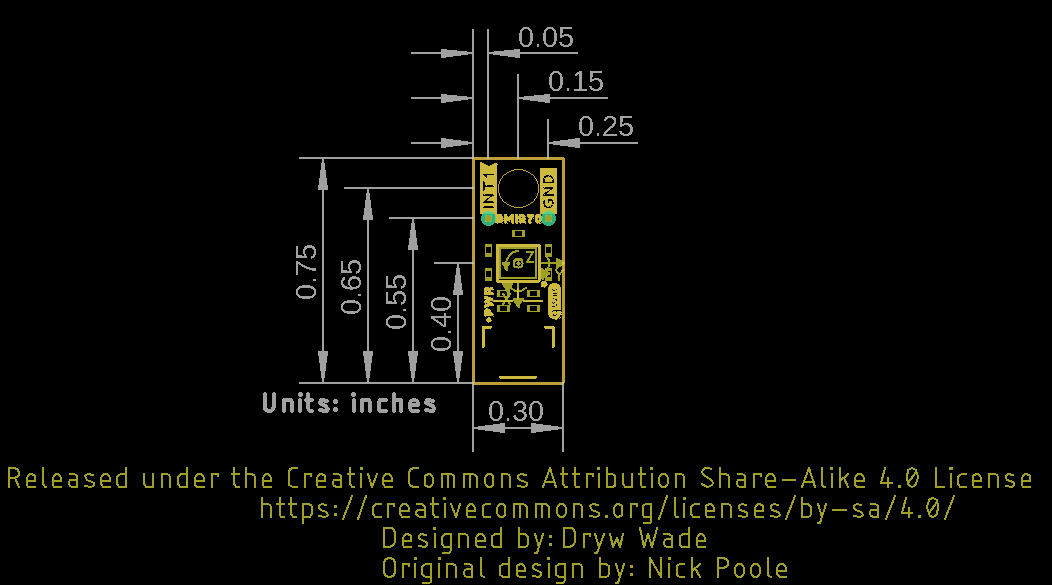 0.05
0.15
0.25
INT1
GND
0.75
0.65
0.55
0.40
Z
Y
PWR
Units: inches
0.30
Released under the Creative Commons Attribution Share-Alike 4.0 License
https://creativecommons.org/licenses/by-sa/4.0/
Designed by: Dryw Wade
Original design by: Nick Poole